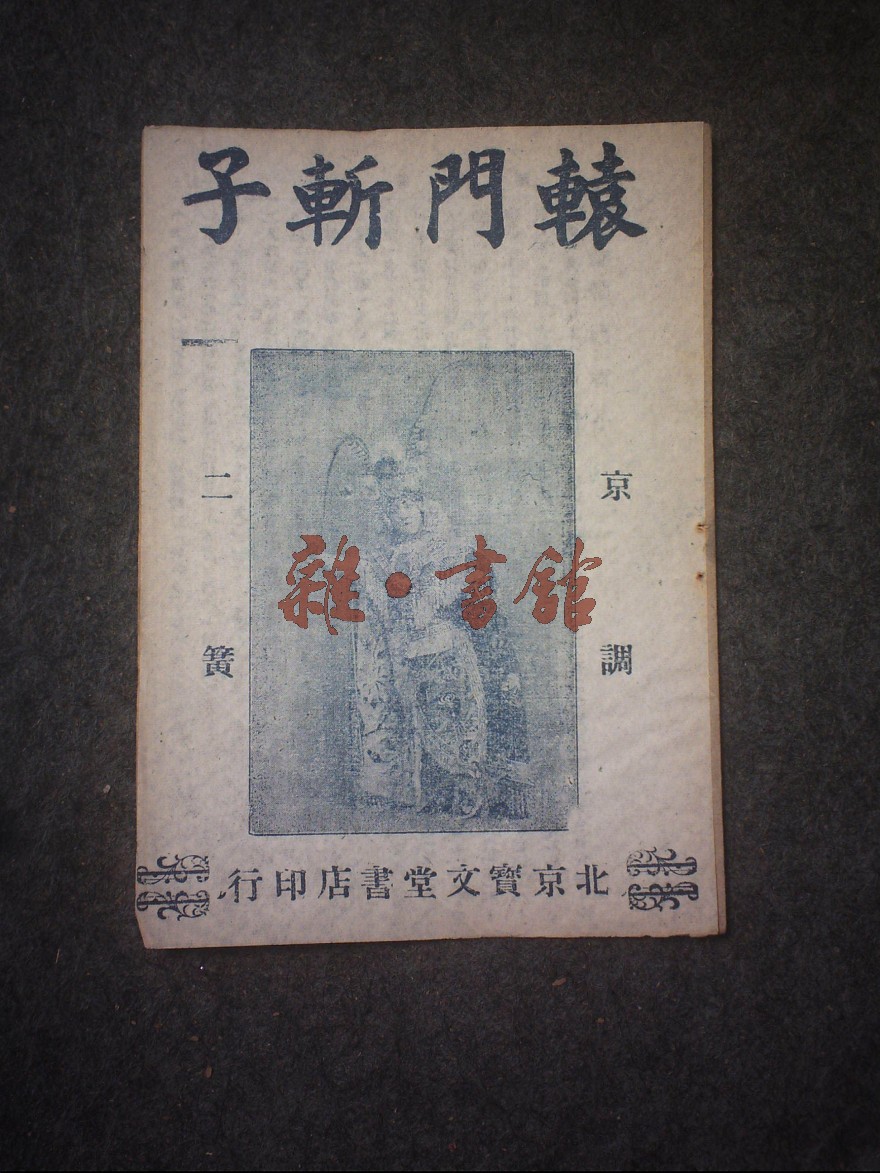 轅門斬子
京調
二簧
雜·書館
北京寶文堂書店印行